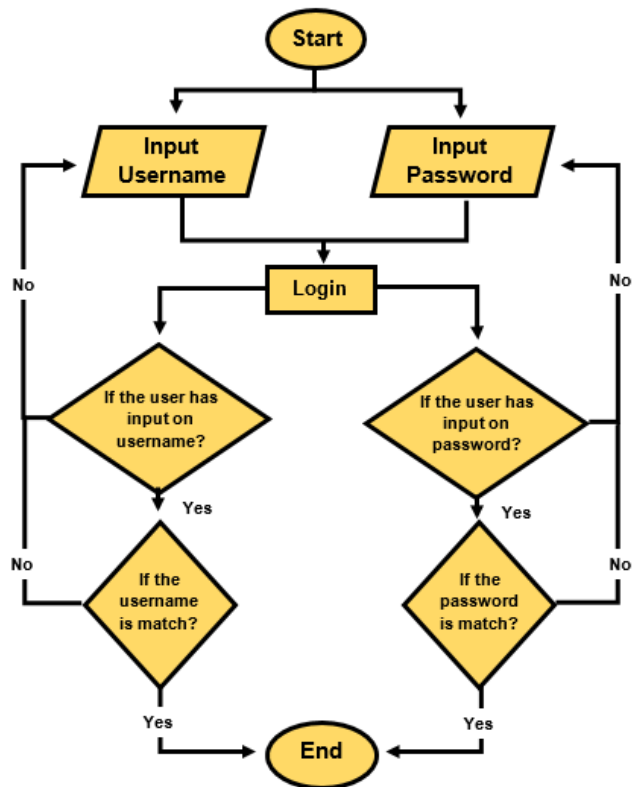 Start
Input
Username
Input
Password
No
No
Login
If the user has
input on
username?
If the user has
input on
password?
Yes
Yes
No
No
If the
username
is match?
If the
password
is match?
Yes
Yes
End